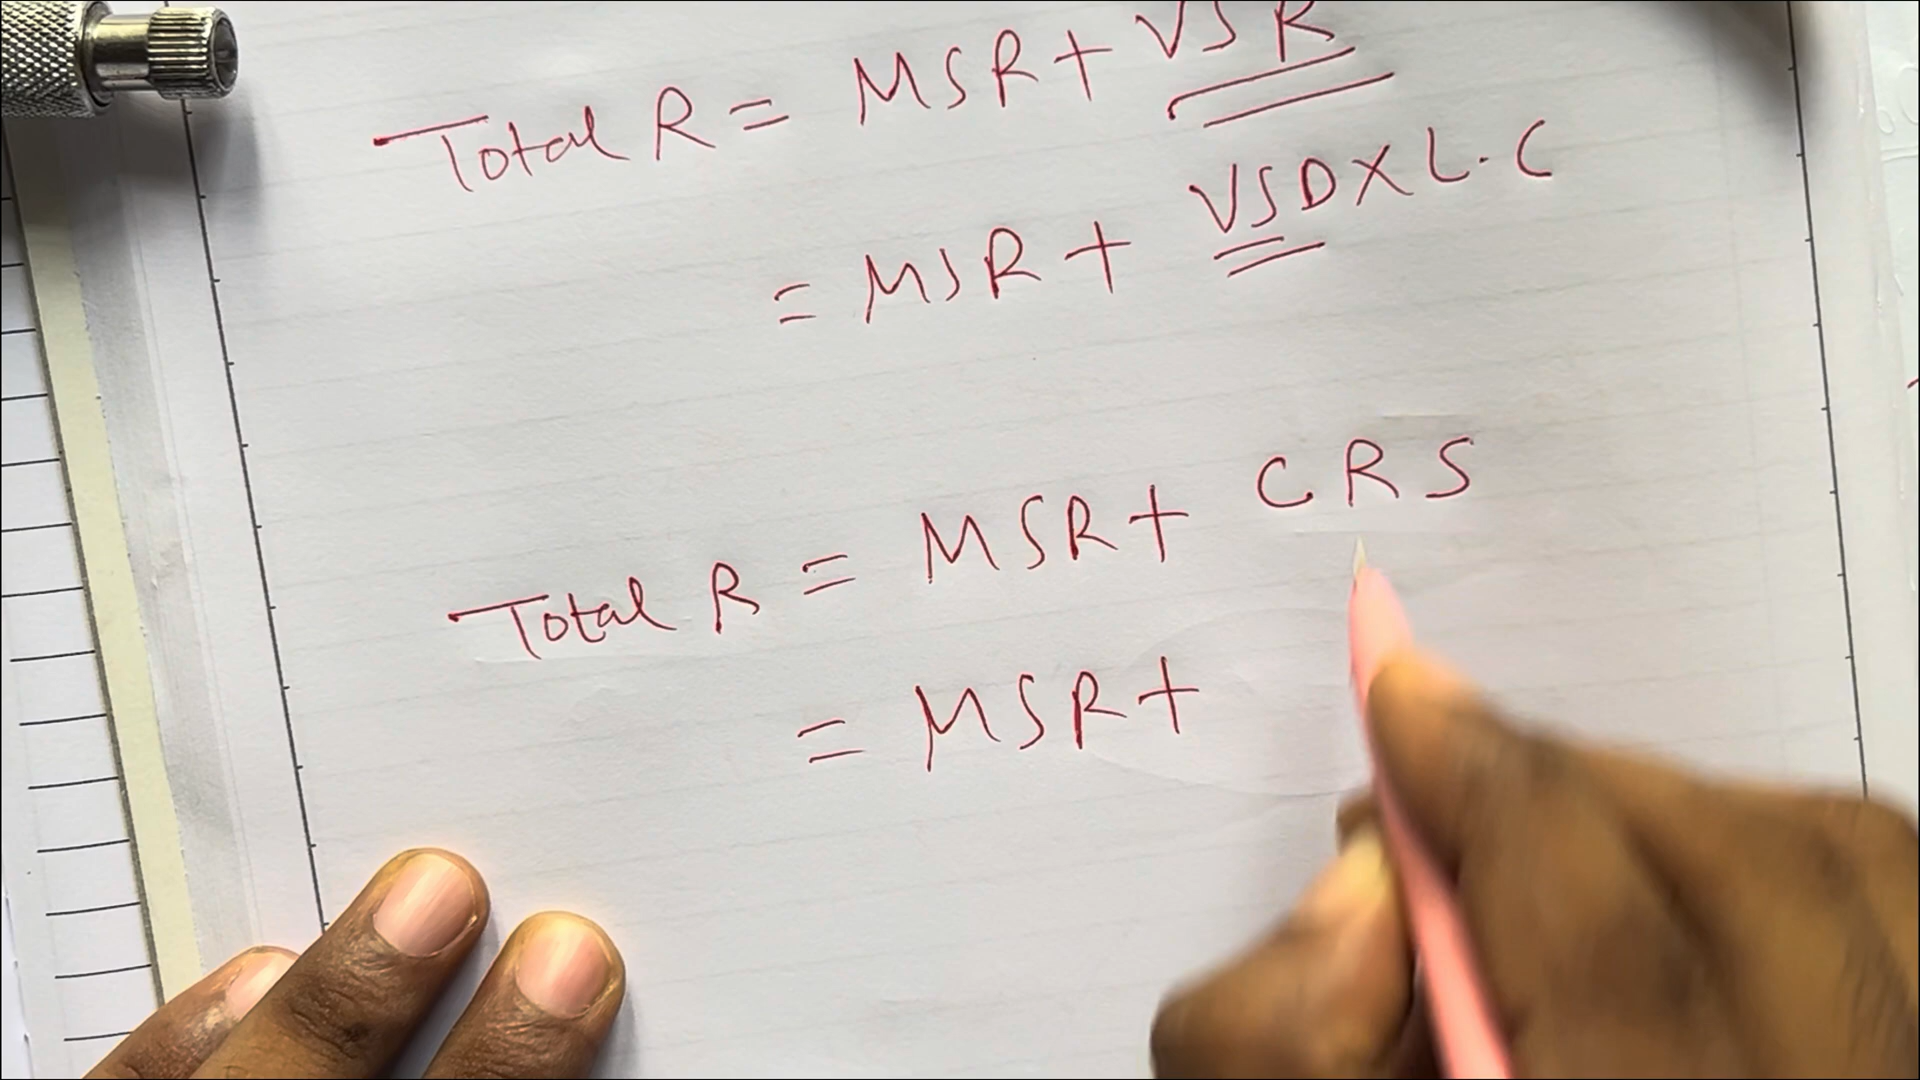 Total R = MSR + VSR
= MSR + VSD X L.C
Total R = MSR + CRS
= MSR +